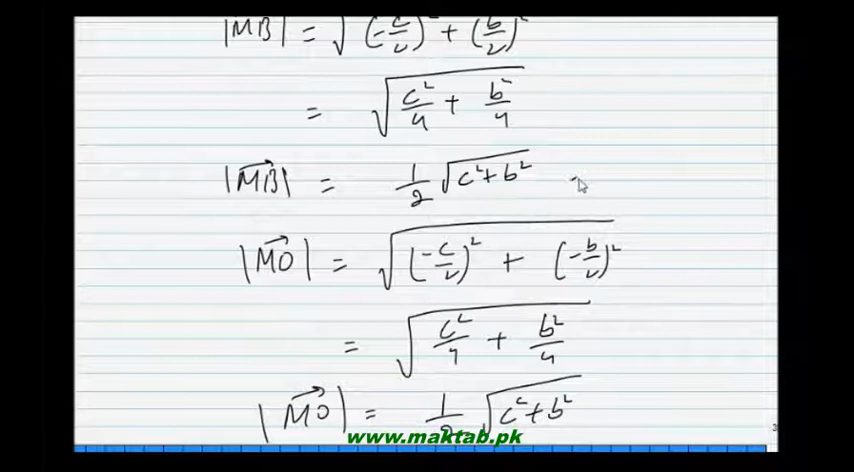 |MB| = √(-c/2)² + (b/2)²
= √c²/4 + b²/4
|MB⃗| = 1/2 √c²+b²
|MO⃗| = √(-c/2)² + (-b/2)²
= √c²/4 + b²/4
|MO⃗| = 1/2 √c²+b²
www.maktab.pk
3